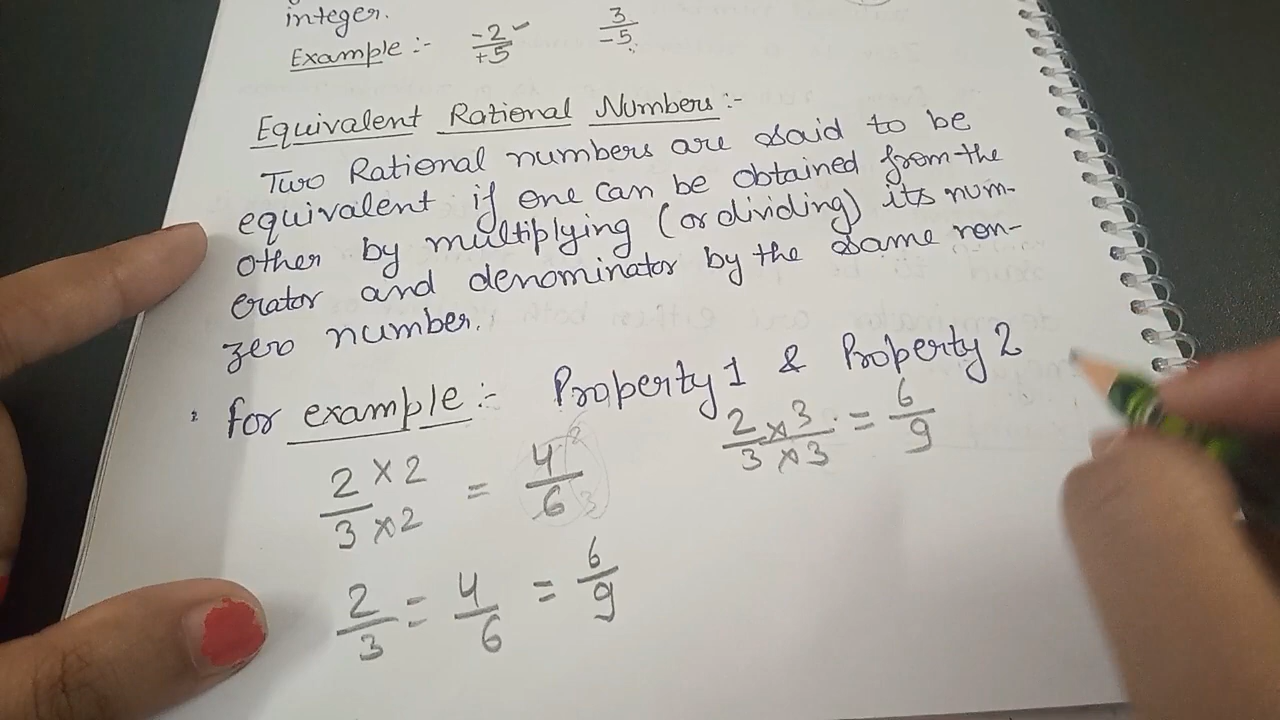 integer.
Example :- -2/+5 3/-5
Equivalent Rational Numbers :-
Two Rational numbers are said to be
equivalent if one can be obtained from the
other by multiplying (or dividing) its num-
erator and denominator by the same non-
zero number.
for example :- Property 1 & Property 2
2/3 ×2/×2 = 4/6 2/3 ×3/×3 = 6/9
2/3 = 4/6 = 6/9